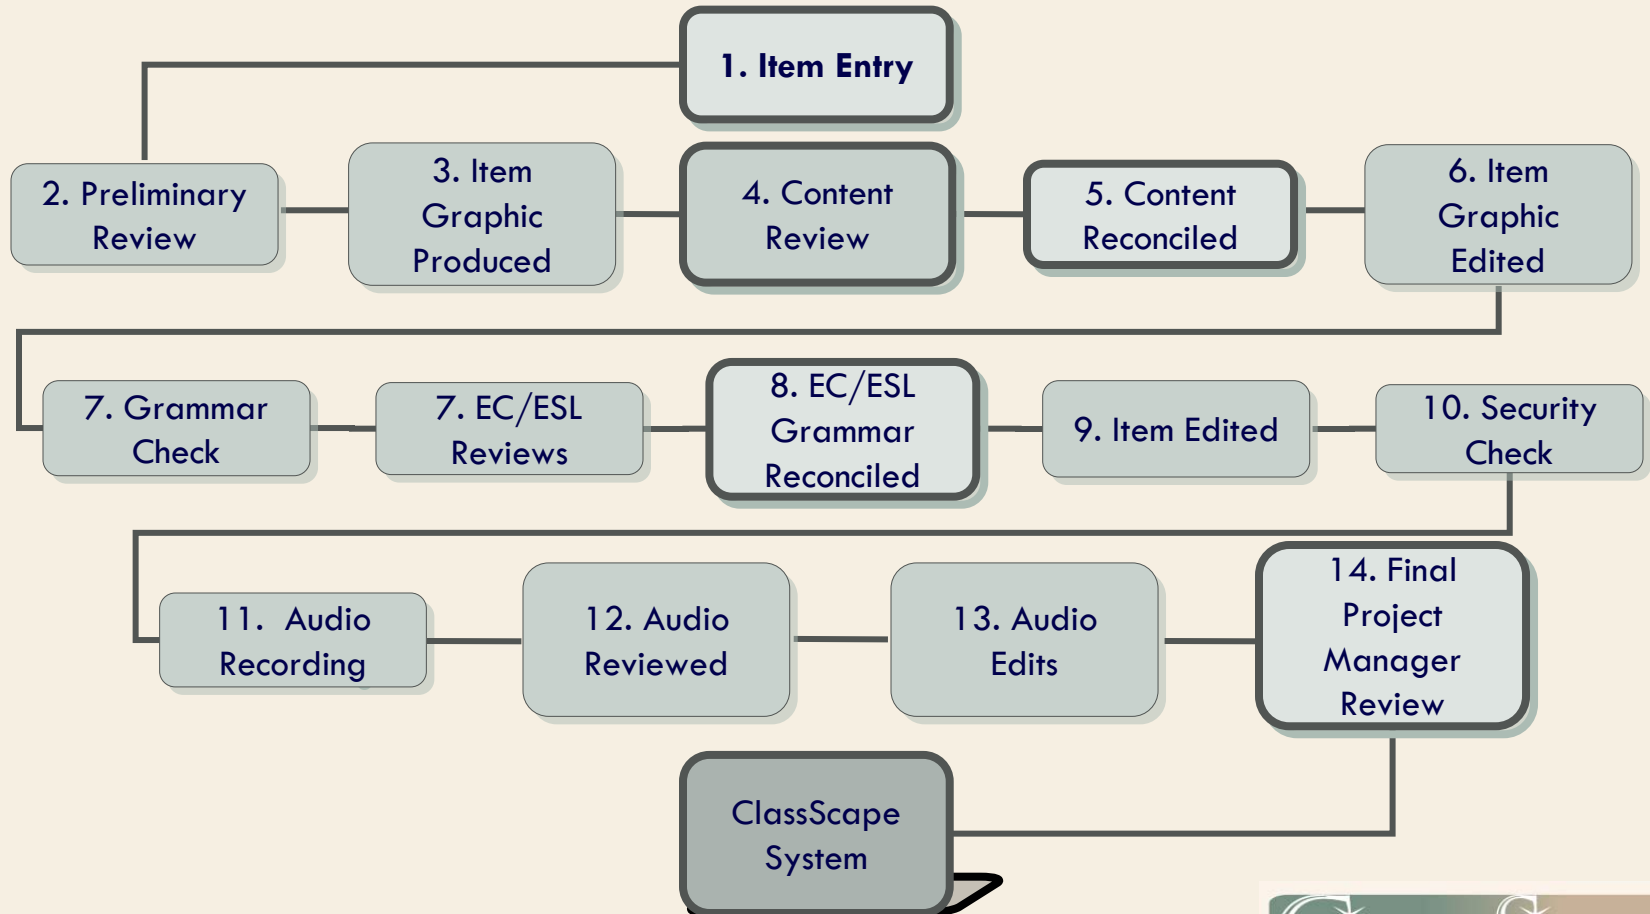 1. Item Entry
2. Preliminary
Review
3. Item
Graphic
Produced
4. Content
Review
5. Content
Reconciled
6. Item
Graphic
Edited
7. Grammar
Check
7. EC/ESL
Reviews
8. EC/ESL
Grammar
Reconciled
9. Item Edited
10. Security
Check
11. Audio
Recording
12. Audio
Reviewed
13. Audio
Edits
14. Final
Project
Manager
Review
ClassScape
System